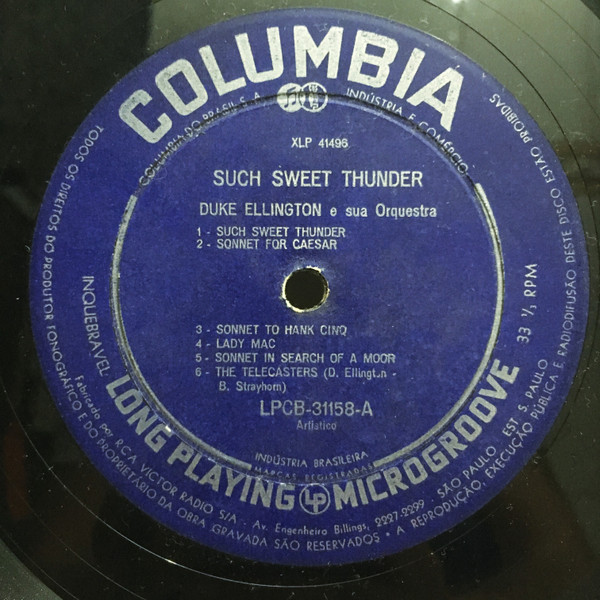 COLUMBIA
COLUMBIA DO BRASIL S.A. INDÚSTRIA E COMÉRCIO
XLP 41496
SUCH SWEET THUNDER
DUKE ELLINGTON e sua Orquestra
1 - SUCH SWEET THUNDER
2 - SONNET FOR CAESAR
3 - SONNET TO HANK CINQ
4 - LADY MAC
5 - SONNET IN SEARCH OF A MOOR
6 - THE TELECASTERS (D. Ellington -
B. Strayhorn)
LPCB-31158-A
Artístico
INQUEBRAVEL
33 ⅓ RPM
INDÚSTRIA BRASILEIRA
MARCAS REGISTRADAS
LONG PLAYING LP MICROGROOVE
Fabricado por R.C.A. VICTOR RADIO S/A - Av. Engenheiro Billings, 2227-2299 - SÃO PAULO EST. S. PAULO
TODOS OS DIREITOS DO PRODUTOR FONOGRÁFICO E DO PROPRIETÁRIO DA OBRA GRAVADA SÃO RESERVADOS • A REPRODUÇÃO, EXECUÇÃO PÚBLICA E RADIODIFUSÃO DESTE DISCO ESTÃO PROIBIDAS